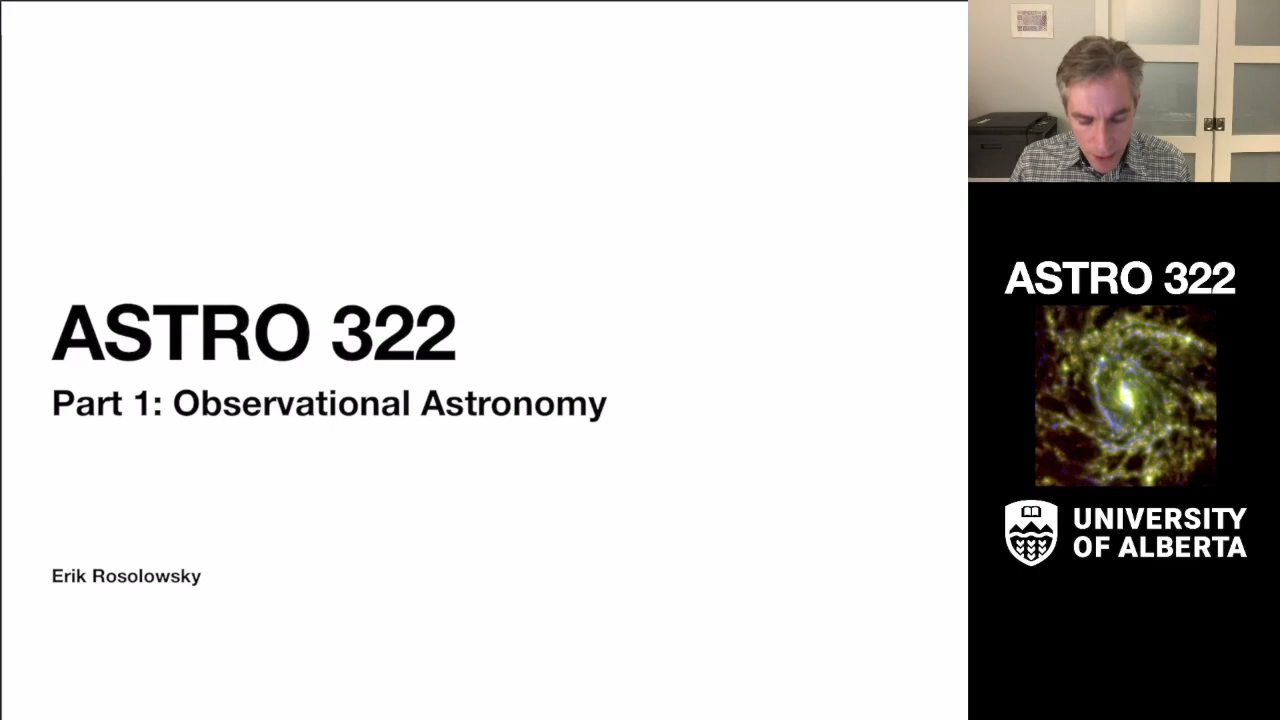 ASTRO 322
Part 1: Observational Astronomy
Erik Rosolowsky
ASTRO 322
UNIVERSITY
OF ALBERTA